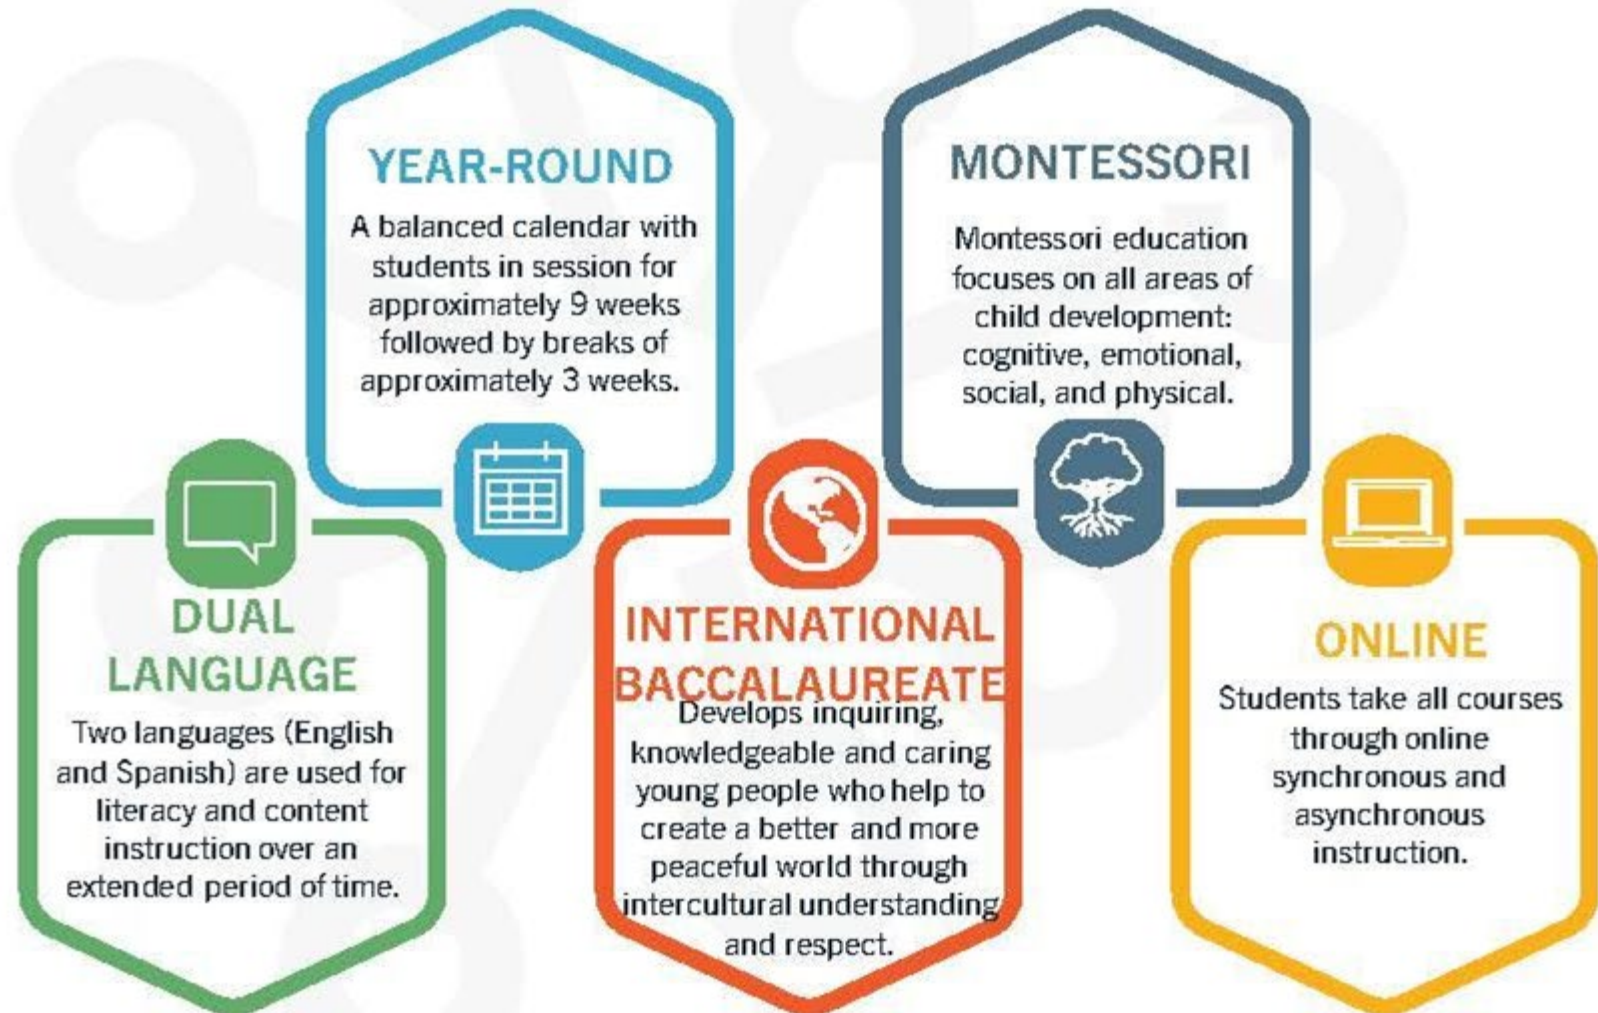 YEAR-ROUND
A balanced calendar with
students in session for
approximately 9 weeks
followed by breaks of
approximately 3 weeks.
MONTESSORI
Montessori education
focuses on all areas of
child development:
cognitive, emotional,
social, and physical.
DUAL
LANGUAGE
Two languages (English
and Spanish) are used for
literacy and content
instruction over an
extended period of time.
INTERNATIONAL
BACCALAUREATE
Develops inquiring,
knowledgeable and caring
young people who help to
create a better and more
peaceful world through
intercultural understanding
and respect.
ONLINE
Students take all courses
through online
synchronous and
asynchronous
instruction.